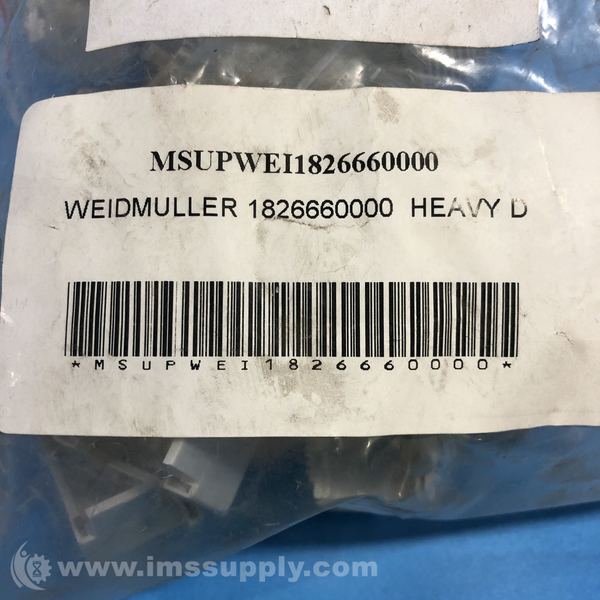 MSUPWEI1826660000
WEIDMULLER 1826660000 HEAVY D
*MSUPWEI1826660000*
www.imssupply.com